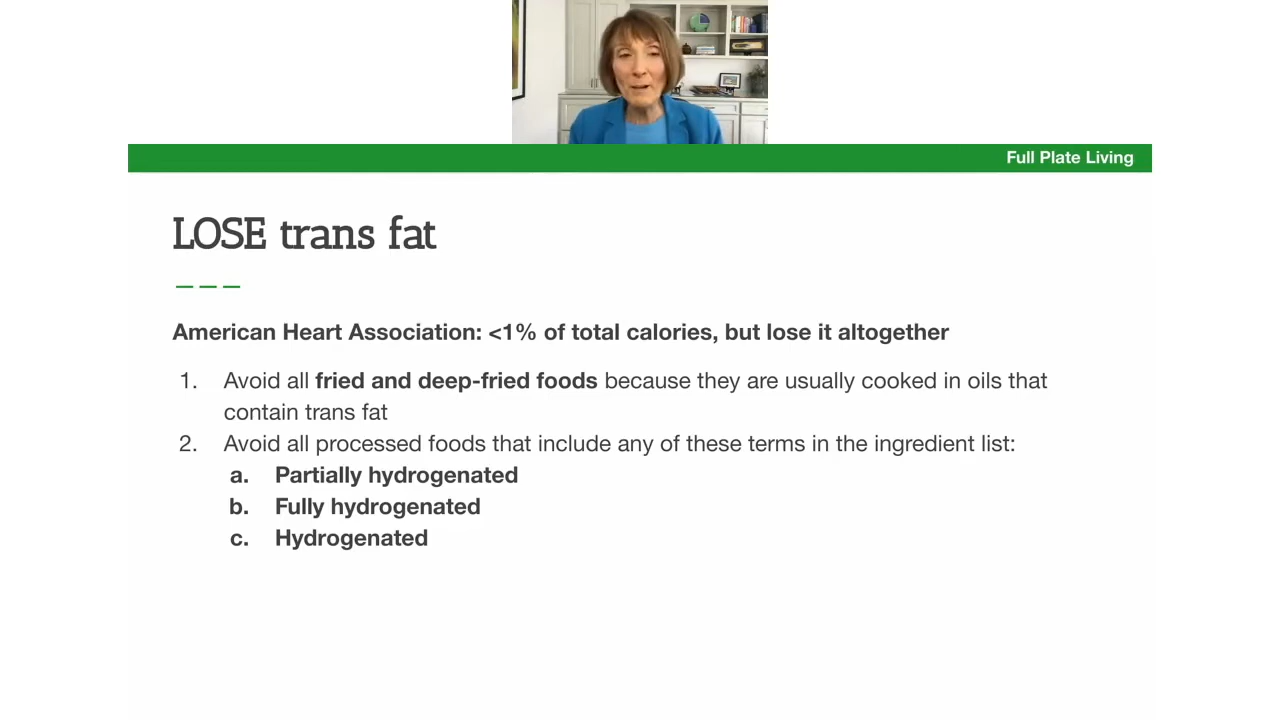 Full Plate Living
LOSE trans fat
American Heart Association: <1% of total calories, but lose it altogether
1. Avoid all fried and deep-fried foods because they are usually cooked in oils that
contain trans fat
2. Avoid all processed foods that include any of these terms in the ingredient list:
a. Partially hydrogenated
b. Fully hydrogenated
c. Hydrogenated